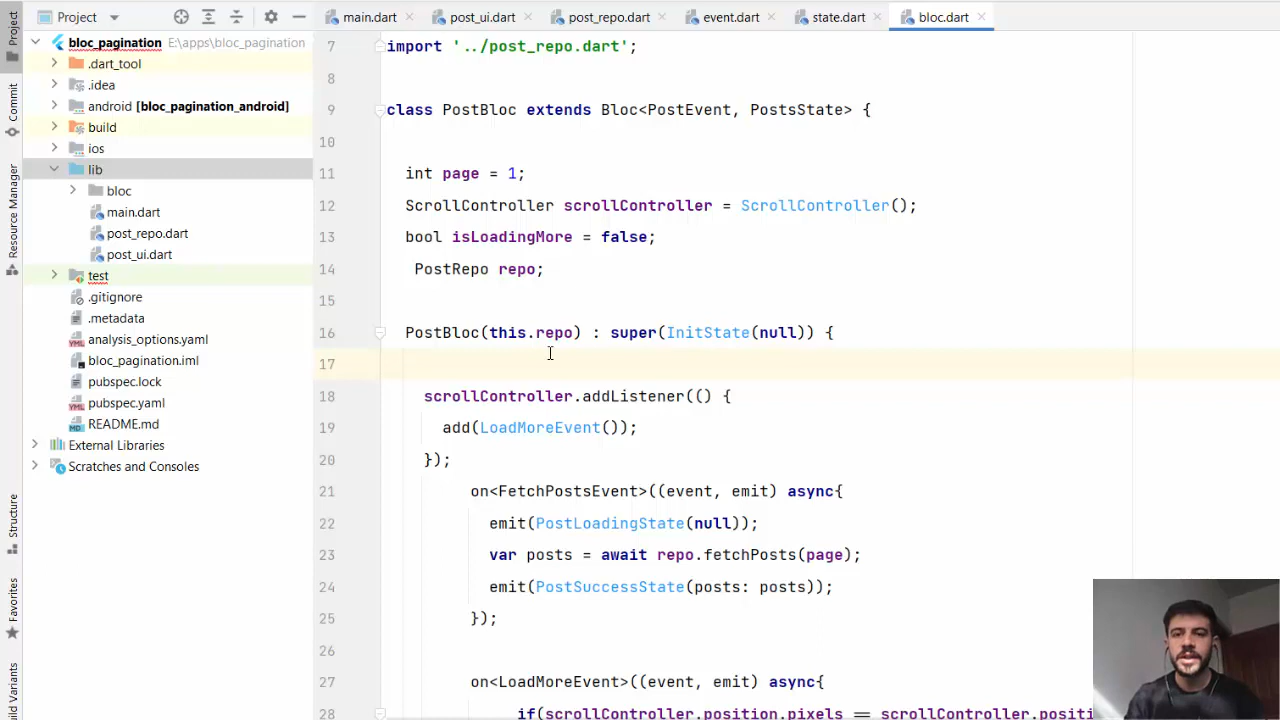 Project
main.dart
post_ui.dart
post_repo.dart
event.dart
state.dart
bloc.dart
Project
Commit
Resource Manager
Structure
Favorites
bloc_pagination E:\apps\bloc_pagination
.dart_tool
.idea
android [bloc_pagination_android]
build
ios
lib
bloc
main.dart
post_repo.dart
post_ui.dart
test
.gitignore
.metadata
analysis_options.yaml
bloc_pagination.iml
pubspec.lock
pubspec.yaml
README.md
External Libraries
Scratches and Consoles
7 import '../post_repo.dart';
8
9 class PostBloc extends Bloc<PostEvent, PostsState> {
10
11 int page = 1;
12 ScrollController scrollController = ScrollController();
13 bool isLoadingMore = false;
14 PostRepo repo;
15
16 PostBloc(this.repo) : super(InitState(null)) {
17
18 scrollController.addListener(() {
19 add(LoadMoreEvent());
20 });
21 on<FetchPostsEvent>((event, emit) async{
22 emit(PostLoadingState(null));
23 var posts = await repo.fetchPosts(page);
24 emit(PostSuccessState(posts: posts));
25 });
26
27 on<LoadMoreEvent>((event, emit) async{
28 if(scrollController.position.pixels == scrollController.positi